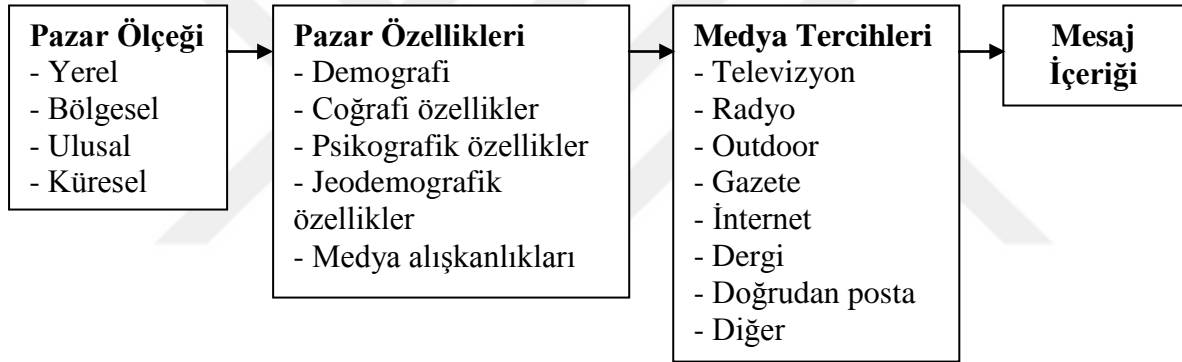 Pazar Ölçeği
- Yerel
- Bölgesel
- Ulusal
- Küresel
Pazar Özellikleri
- Demografi
- Coğrafi özellikler
- Psikografik özellikler
- Jeodemografik
özellikler
- Medya alışkanlıkları
Medya Tercihleri
- Televizyon
- Radyo
- Outdoor
- Gazete
- İnternet
- Dergi
- Doğrudan posta
- Diğer
Mesaj
İçeriği